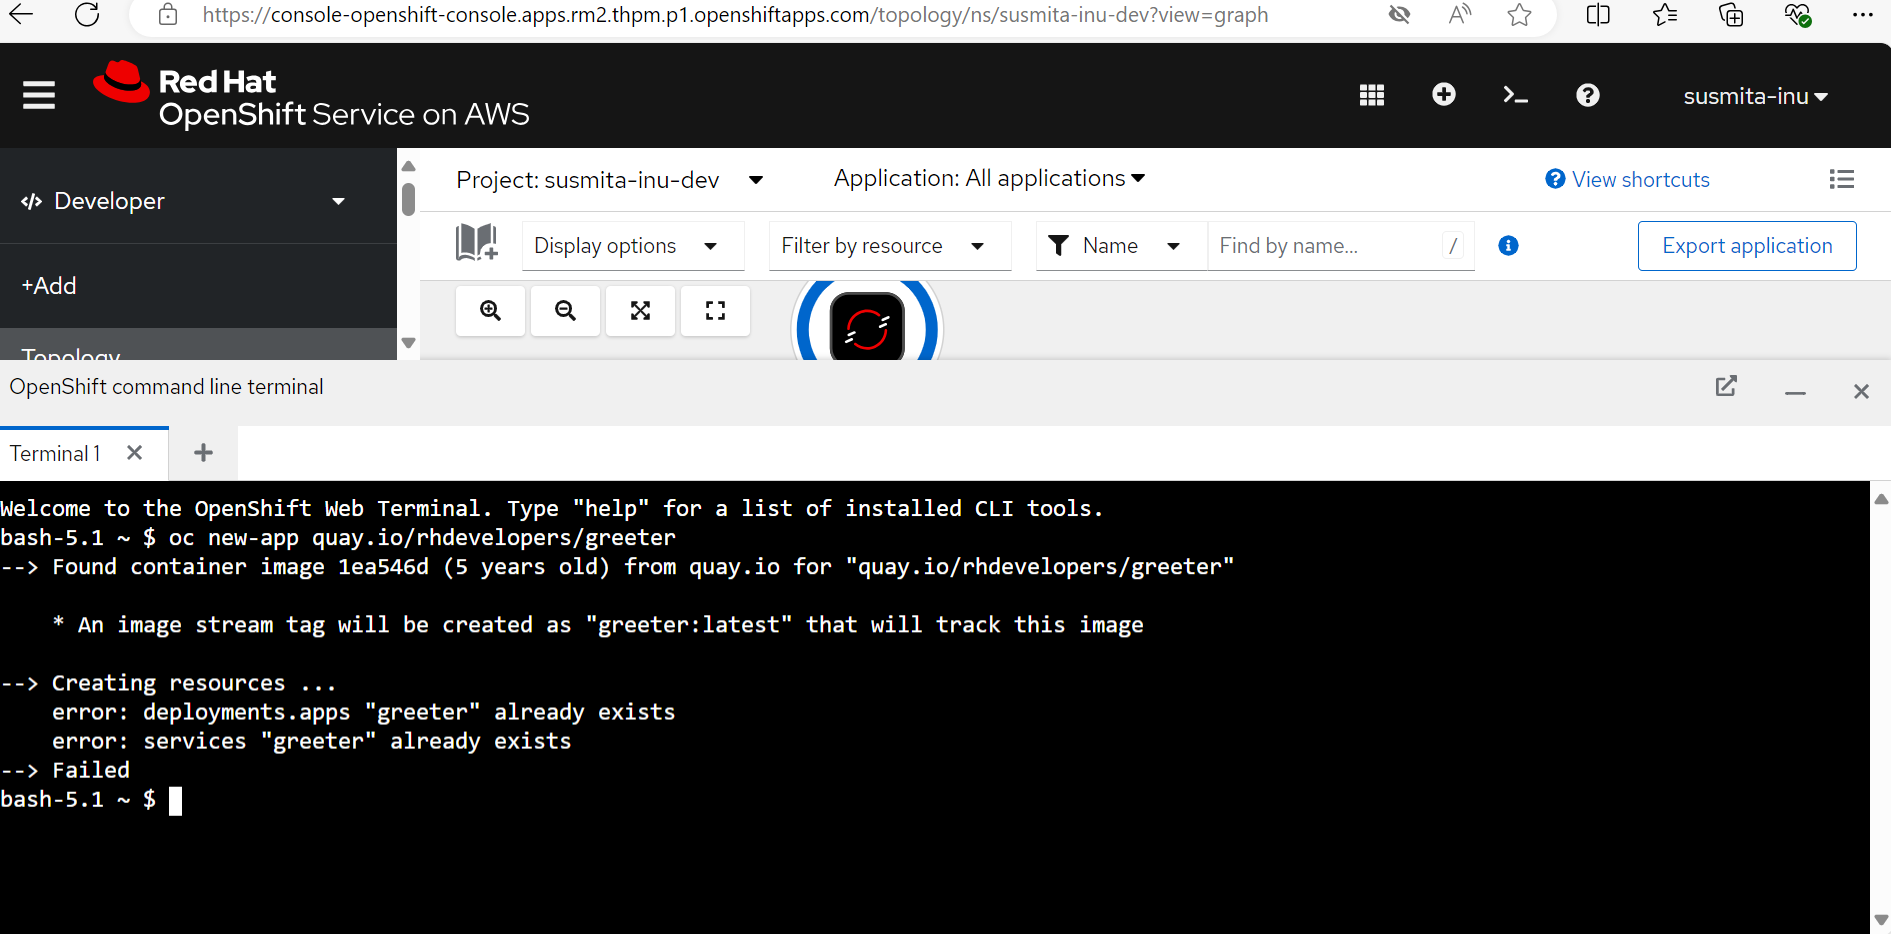 https://console-openshift-console.apps.rm2.thpm.p1.openshiftapps.com/topology/ns/susmita-inu-dev?view=graph
Red Hat
OpenShift Service on AWS
susmita-inu
Developer
Project: susmita-inu-dev
Application: All applications
View shortcuts
Display options
Filter by resource
Name
Find by name...
/
Export application
+Add
Topology
OpenShift command line terminal
Terminal 1
Welcome to the OpenShift Web Terminal. Type "help" for a list of installed CLI tools.
bash-5.1 ~ $ oc new-app quay.io/rhdevelopers/greeter
--> Found container image 1ea546d (5 years old) from quay.io for "quay.io/rhdevelopers/greeter"
* An image stream tag will be created as "greeter:latest" that will track this image
--> Creating resources ...
error: deployments.apps "greeter" already exists
error: services "greeter" already exists
--> Failed
bash-5.1 ~ $